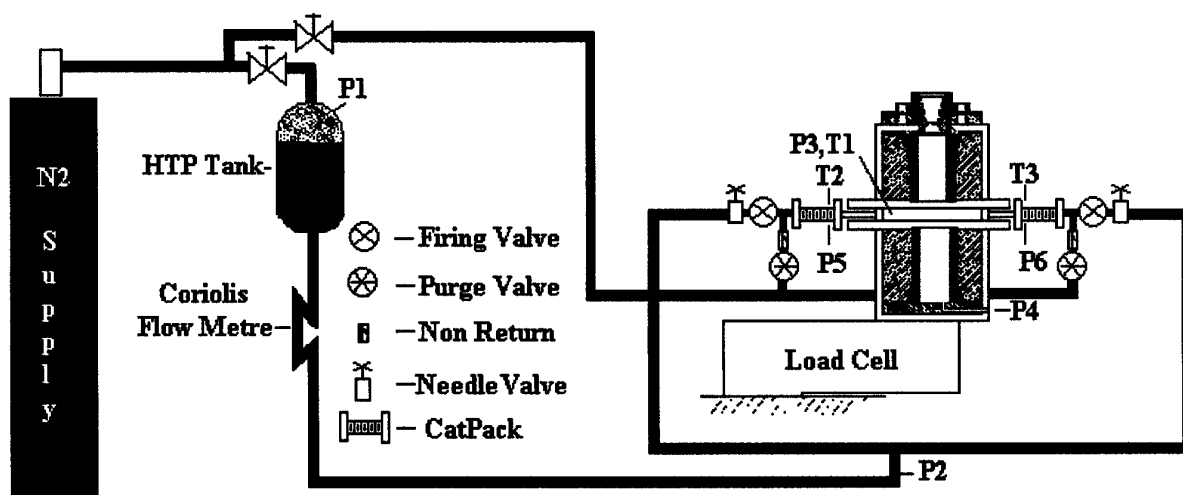 P1
N2
Supply
HTP Tank-
P3,T1
T2
T3
P5
P6
P4
Coriolis
Flow Metre
Firing Valve
Purge Valve
Non Return
Needle Valve
CatPack
Load Cell
P2